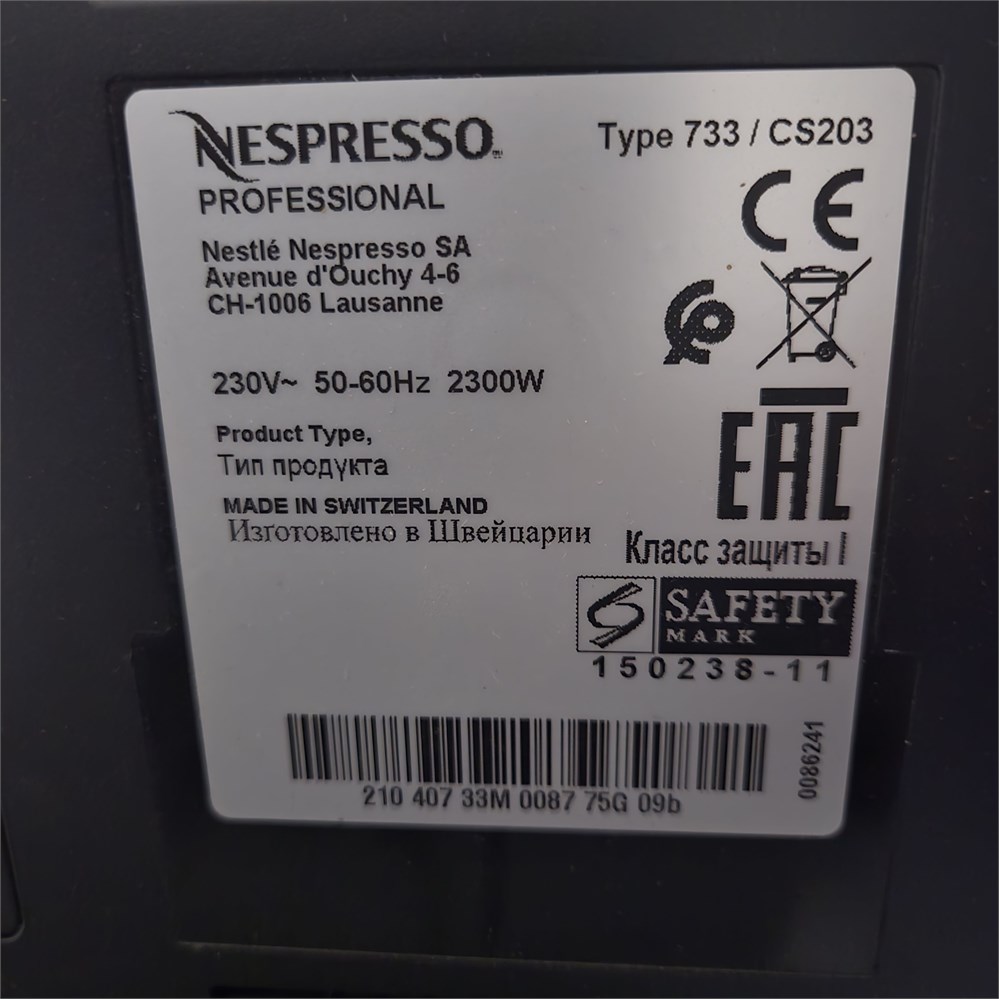 NESPRESSO
PROFESSIONAL
Type 733 / CS203
CE
Nestlé Nespresso SA
Avenue d'Ouchy 4-6
CH-1006 Lausanne
230V~ 50-60Hz 2300W
Product Type,
Тип продукта
MADE IN SWITZERLAND
Изготовлено в Швейцарии
EAC
Класс защиты I
S SAFETY
MARK
150238-11
0086241
210 407 33M 0087 75G 09b